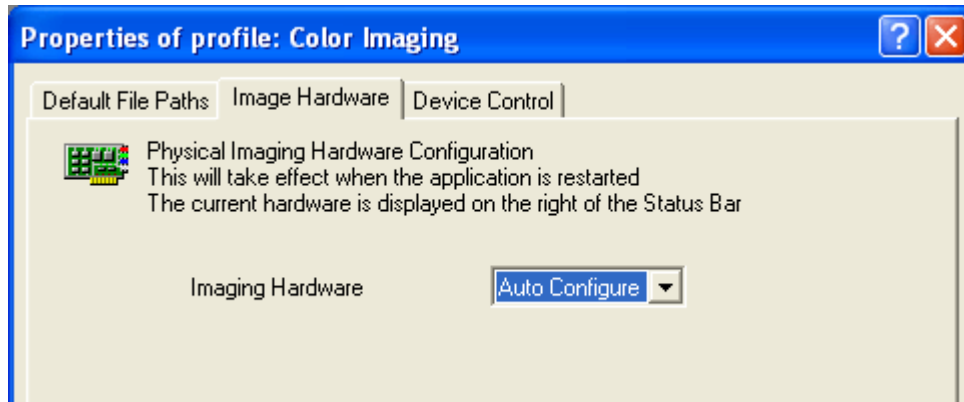 Properties of profile: Color Imaging
Default File Paths Image Hardware Device Control
Physical Imaging Hardware Configuration
This will take effect when the application is restarted
The current hardware is displayed on the right of the Status Bar
Imaging Hardware Auto Configure